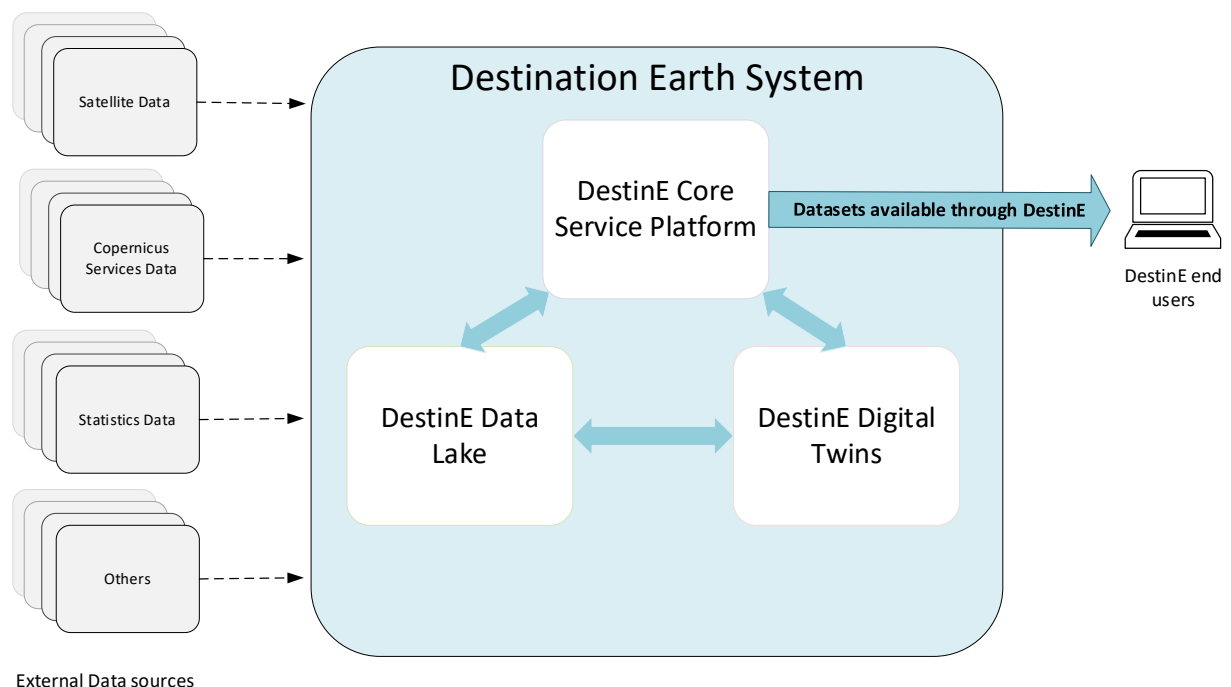 Destination Earth System
Satellite Data
DestinE Core
Service Platform
Datasets available through DestinE
Copernicus
Services Data
DestinE end
users
Statistics Data
DestinE Data
Lake
DestinE Digital
Twins
Others
External Data sources